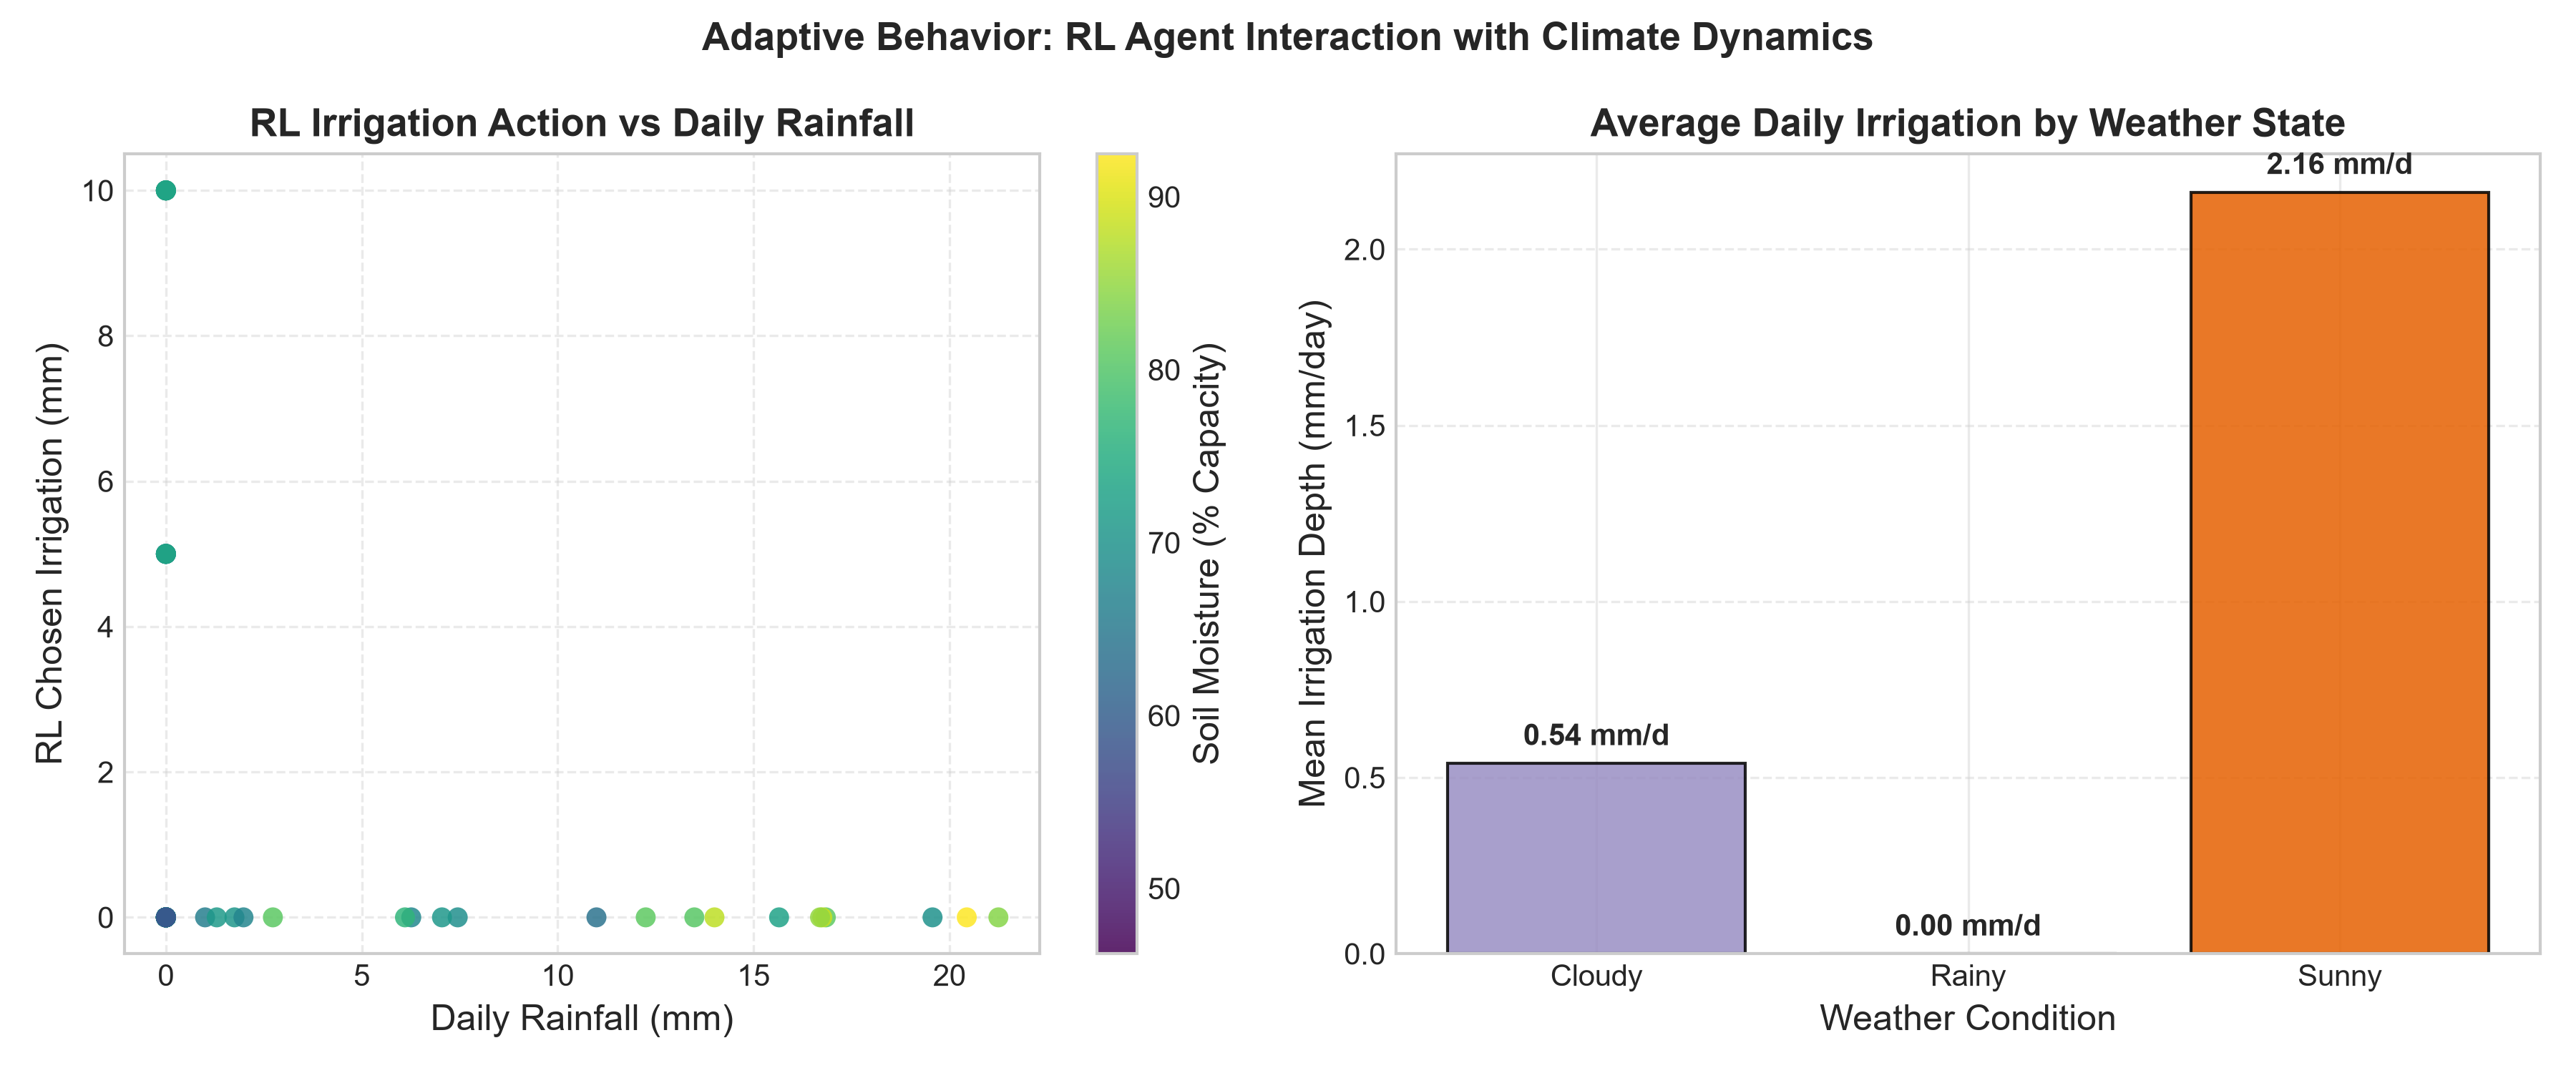 Adaptive Behavior: RL Agent Interaction with Climate Dynamics
RL Irrigation Action vs Daily Rainfall
RL Chosen Irrigation (mm)
10
8
6
4
2
0
0 5 10 15 20
Daily Rainfall (mm)
90
80
70
60
50
Soil Moisture (% Capacity)
Average Daily Irrigation by Weather State
Mean Irrigation Depth (mm/day)
2.0
1.5
1.0
0.5
0.0
0.54 mm/d
0.00 mm/d
2.16 mm/d
Cloudy Rainy Sunny
Weather Condition